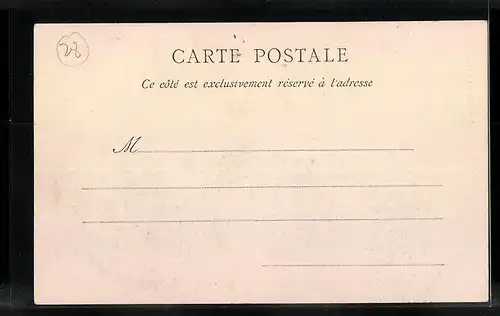 28
CARTE POSTALE
Ce côté est exclusivement réservé à l'adresse
M